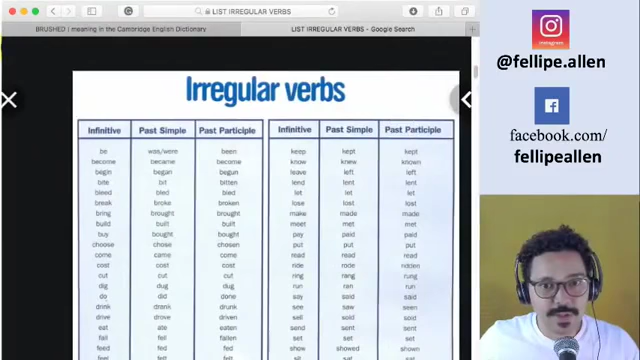 LIST IRREGULAR VERBS
BRUSHED | meaning in the Cambridge English Dictionary
LIST IRREGULAR VERBS - Google Search
Instagram
@fellipe.allen
facebook.com/
fellipeallen
Irregular verbs
Infinitive Past Simple Past Participle Infinitive Past Simple Past Participle
be was/were been keep kept kept
become became become know knew known
begin began begun leave left left
bite bit bitten lend lent lent
bleed bled bled let let let
break broke broken lose lost lost
bring brought brought make made made
build built built meet met met
buy bought bought pay paid paid
choose chose chosen put put put
come came come read read read
cost cost cost ride rode ridden
cut cut cut ring rang rung
dig dug dug run ran run
do did done say said said
drink drank drunk see saw seen
drive drove driven sell sold sold
eat ate eaten send sent sent
fall fell fallen set set set
feed fed fed show showed shown
feel felt felt sit sat sat